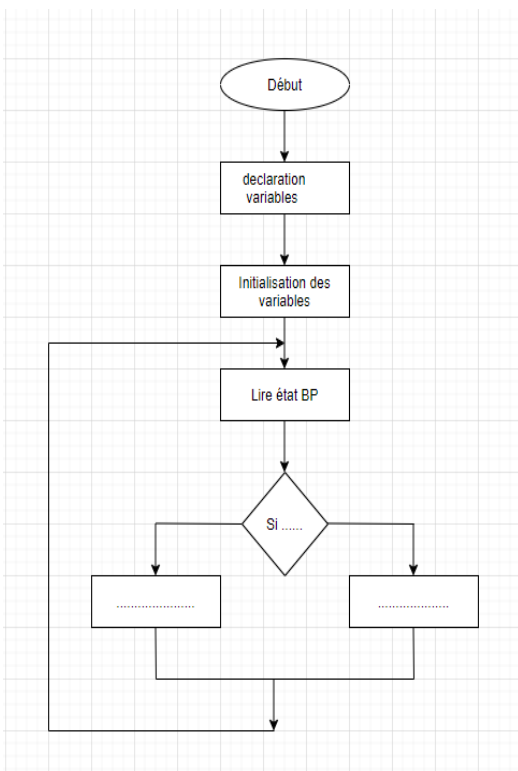 Début
declaration
variables
Initialisation des
variables
Lire état BP
Si ......
......................
....................